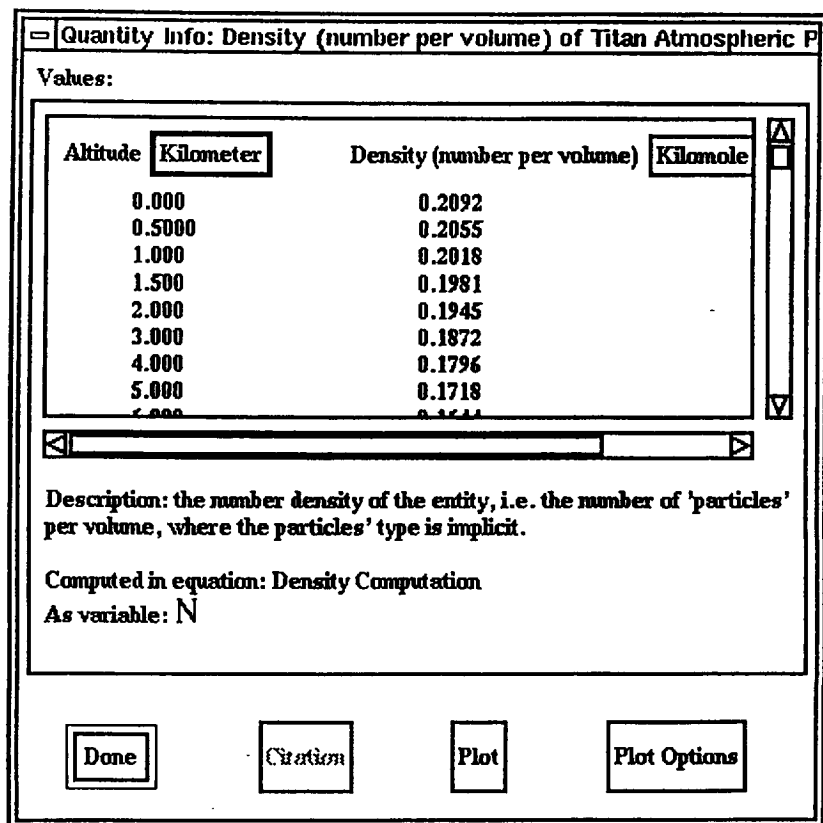 Quantity Info: Density (number per volume) of Titan Atmospheric P
Values:
Altitude Kilometer Density (number per volume) Kilomole
0.000 0.2092
0.5000 0.2055
1.000 0.2018
1.500 0.1981
2.000 0.1945
3.000 0.1872
4.000 0.1796
5.000 0.1718
Description: the number density of the entity, i.e. the number of 'particles'
per volume, where the particles' type is implicit.
Computed in equation: Density Computation
As variable: N
Done Citation Plot Plot Options